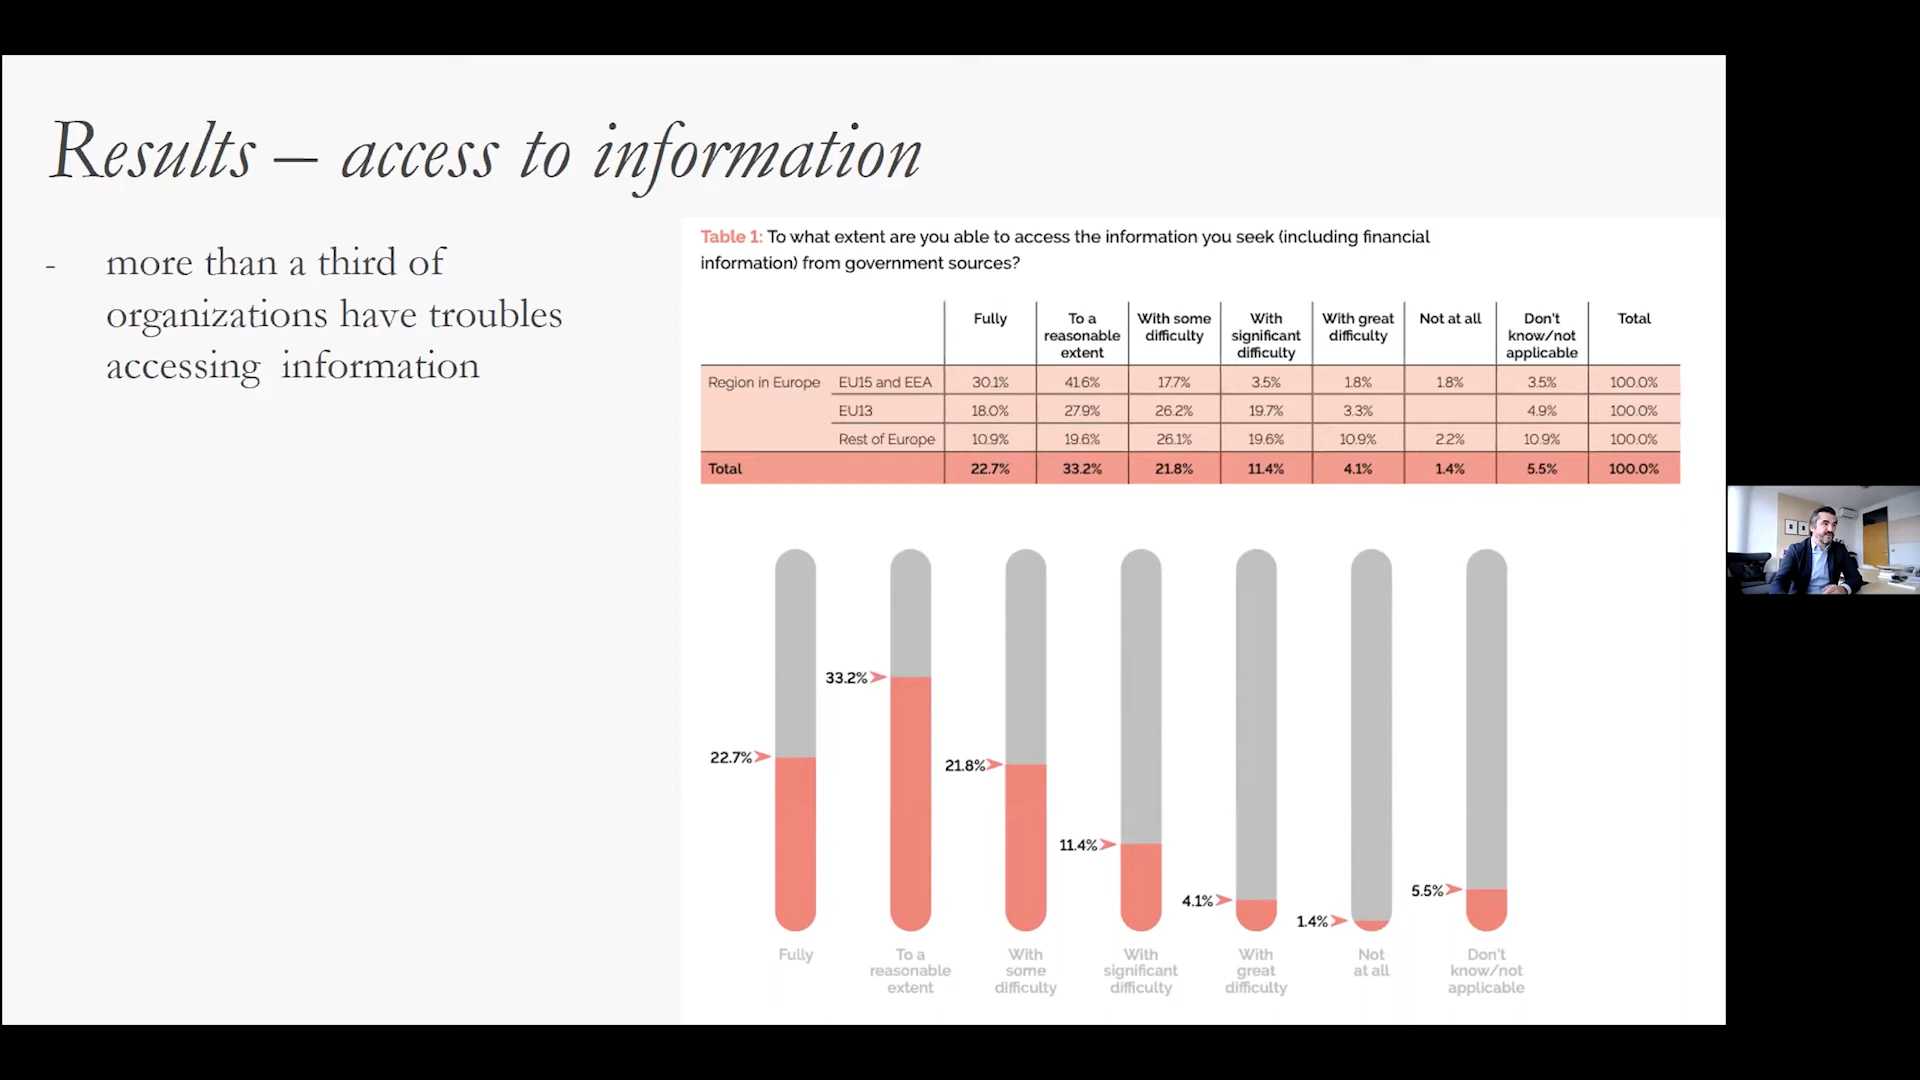 Results – access to information
- more than a third of
organizations have troubles
accessing information
Table 1: To what extent are you able to access the information you seek (including financial
information) from government sources?
Fully To a reasonable extent With some difficulty With significant difficulty With great difficulty Not at all Don't know/not applicable Total
Region in Europe EU15 and EEA 30.1% 41.6% 17.7% 3.5% 1.8% 1.8% 3.5% 100.0%
EU13 18.0% 27.9% 26.2% 19.7% 3.3% 4.9% 100.0%
Rest of Europe 10.9% 19.6% 26.1% 19.6% 10.9% 2.2% 10.9% 100.0%
Total 22.7% 33.2% 21.8% 11.4% 4.1% 1.4% 5.5% 100.0%
22.7%
33.2%
21.8%
11.4%
4.1%
1.4%
5.5%
Fully
To a
reasonable
extent
With
some
difficulty
With
significant
difficulty
With
great
difficulty
Not
at all
Don't
know/not
applicable